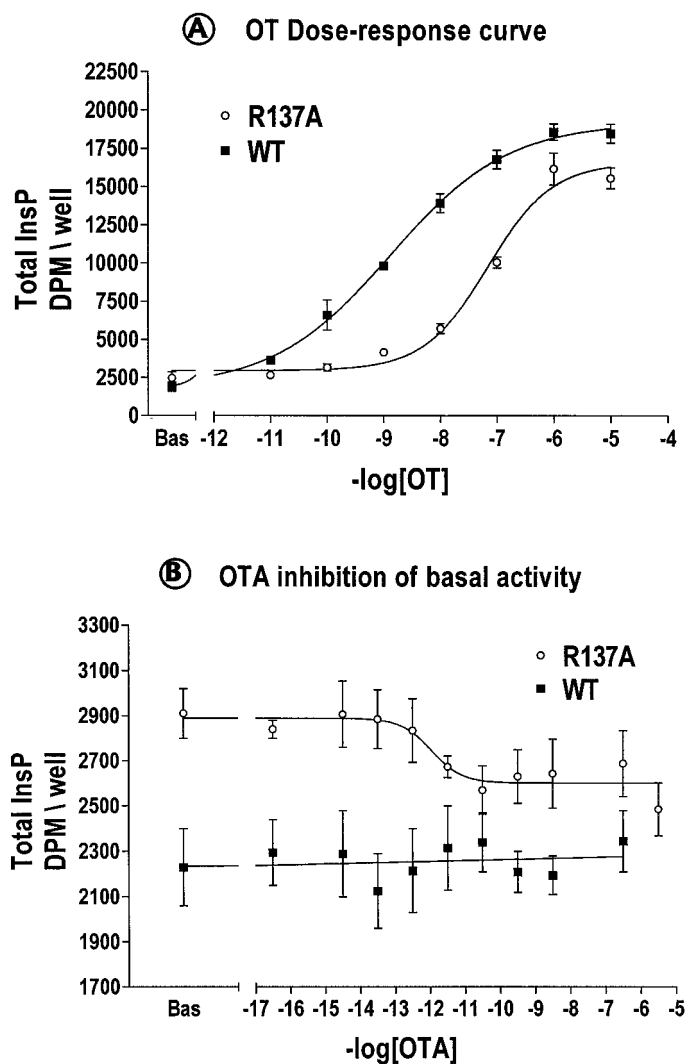 A OT Dose-response curve
22500
20000
17500
15000
12500
10000
7500
5000
2500
0
Total InsP
DPM \ well
R137A
WT
Bas -12 -11 -10 -9 -8 -7 -6 -5 -4
-log[OT]
B OTA inhibition of basal activity
3300
3100
2900
2700
2500
2300
2100
1900
1700
Total InsP
DPM \ well
R137A
WT
Bas -17 -16 -15 -14 -13 -12 -11 -10 -9 -8 -7 -6 -5
-log[OTA]